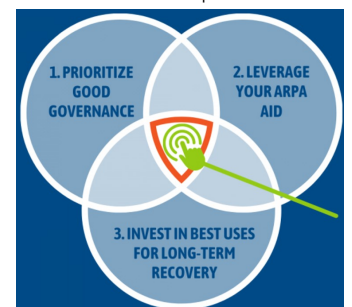 1. PRIORITIZE
GOOD
GOVERNANCE
2. LEVERAGE
YOUR ARPA
AID
3. INVEST IN BEST USES
FOR LONG-TERM
RECOVERY